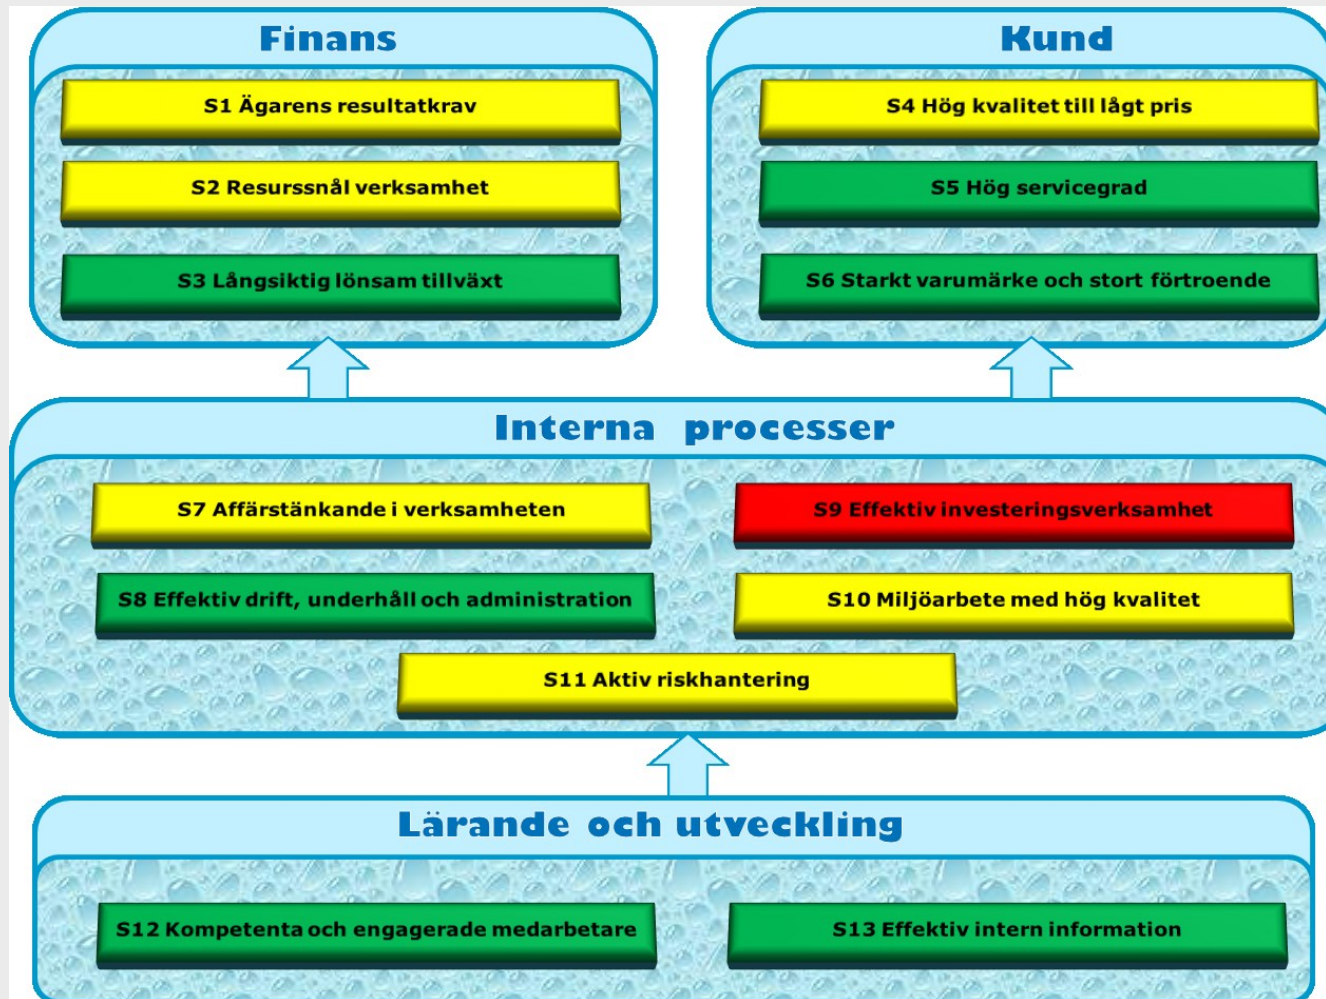 Finans
S1 Ägarens resultatkrav
S2 Resurssnål verksamhet
S3 Långsiktig lönsam tillväxt
Kund
S4 Hög kvalitet till lågt pris
S5 Hög servicegrad
S6 Starkt varumärke och stort förtroende
Interna processer
S7 Affärstänkande i verksamheten
S8 Effektiv drift, underhåll och administration
S9 Effektiv investeringsverksamhet
S10 Miljöarbete med hög kvalitet
S11 Aktiv riskhantering
Lärande och utveckling
S12 Kompetenta och engagerade medarbetare
S13 Effektiv intern information